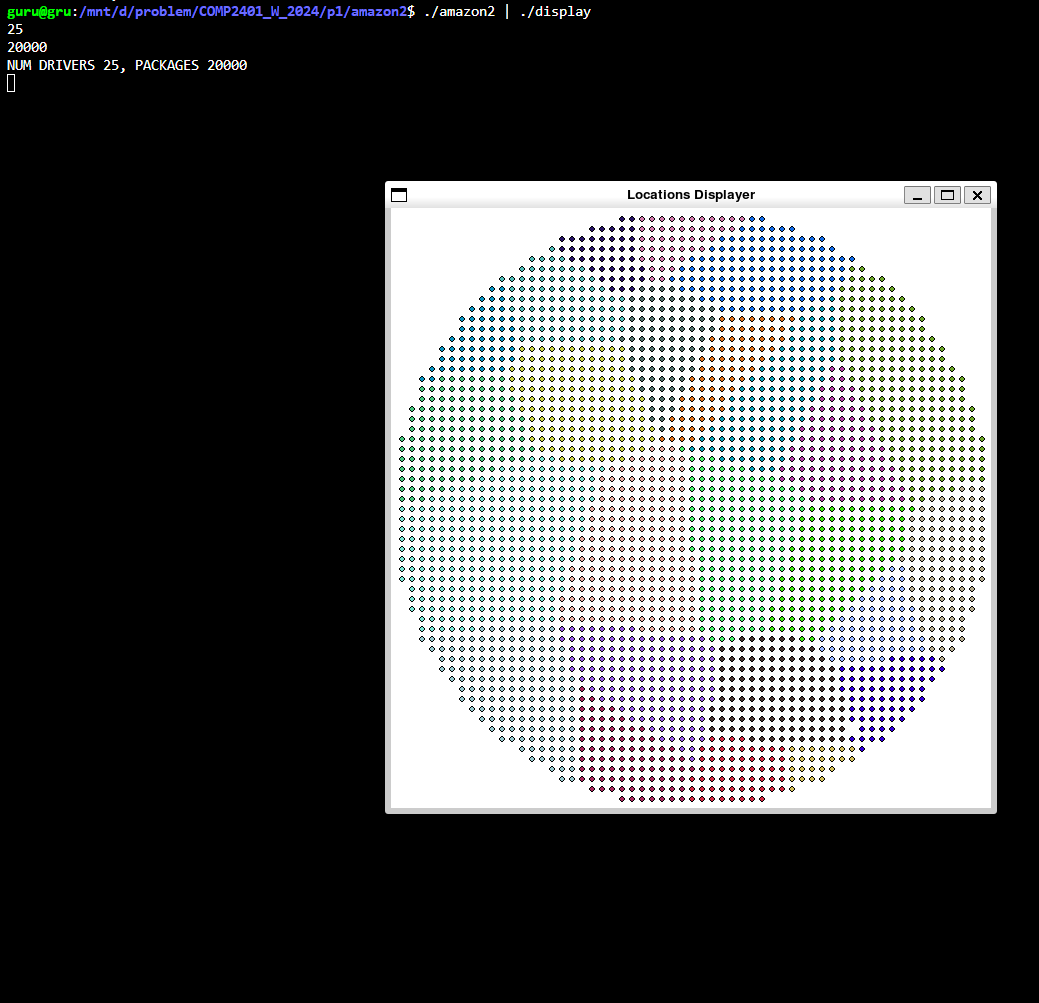 guru@gru:/mnt/d/problem/COMP2401_W_2024/p1/amazon2$ ./amazon2 | ./display
25
20000
NUM DRIVERS 25, PACKAGES 20000
Locations Displayer